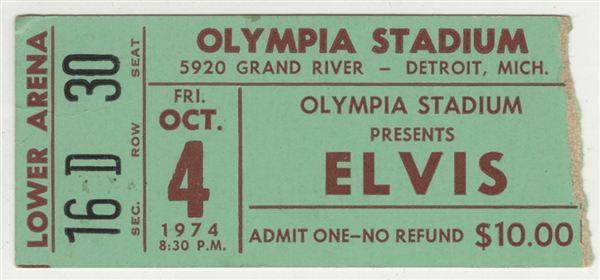 LOWER ARENA
16 D 30
SEC. ROW SEAT
OLYMPIA STADIUM
5920 GRAND RIVER – DETROIT, MICH.
FRI.
OCT.
4
1974
8:30 P.M.
OLYMPIA STADIUM
PRESENTS
ELVIS
ADMIT ONE—NO REFUND $10.00